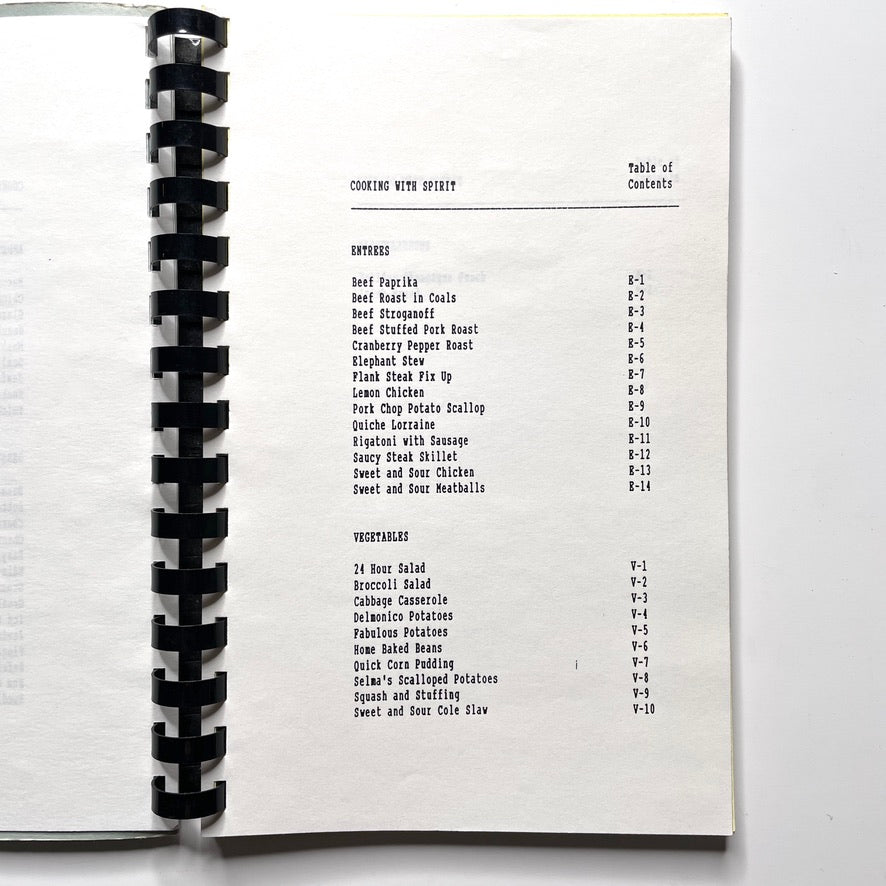 Table of
COOKING WITH SPIRIT Contents
ENTREES
Beef Paprika E-1
Beef Roast in Coals E-2
Beef Stroganoff E-3
Beef Stuffed Pork Roast E-4
Cranberry Pepper Roast E-5
Elephant Stew E-6
Flank Steak Fix Up E-7
Lemon Chicken E-8
Pork Chop Potato Scallop E-9
Quiche Lorraine E-10
Rigatoni with Sausage E-11
Saucy Steak Skillet E-12
Sweet and Sour Chicken E-13
Sweet and Sour Meatballs E-14
VEGETABLES
24 Hour Salad V-1
Broccoli Salad V-2
Cabbage Casserole V-3
Delmonico Potatoes V-4
Fabulous Potatoes V-5
Home Baked Beans V-6
Quick Corn Pudding V-7
Selma's Scalloped Potatoes V-8
Squash and Stuffing V-9
Sweet and Sour Cole Slaw V-10